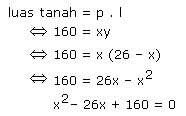 luas tanah = p . l
⇔ 160 = xy
⇔ 160 = x (26 - x)
⇔ 160 = 26x - x²
x²- 26x + 160 = 0